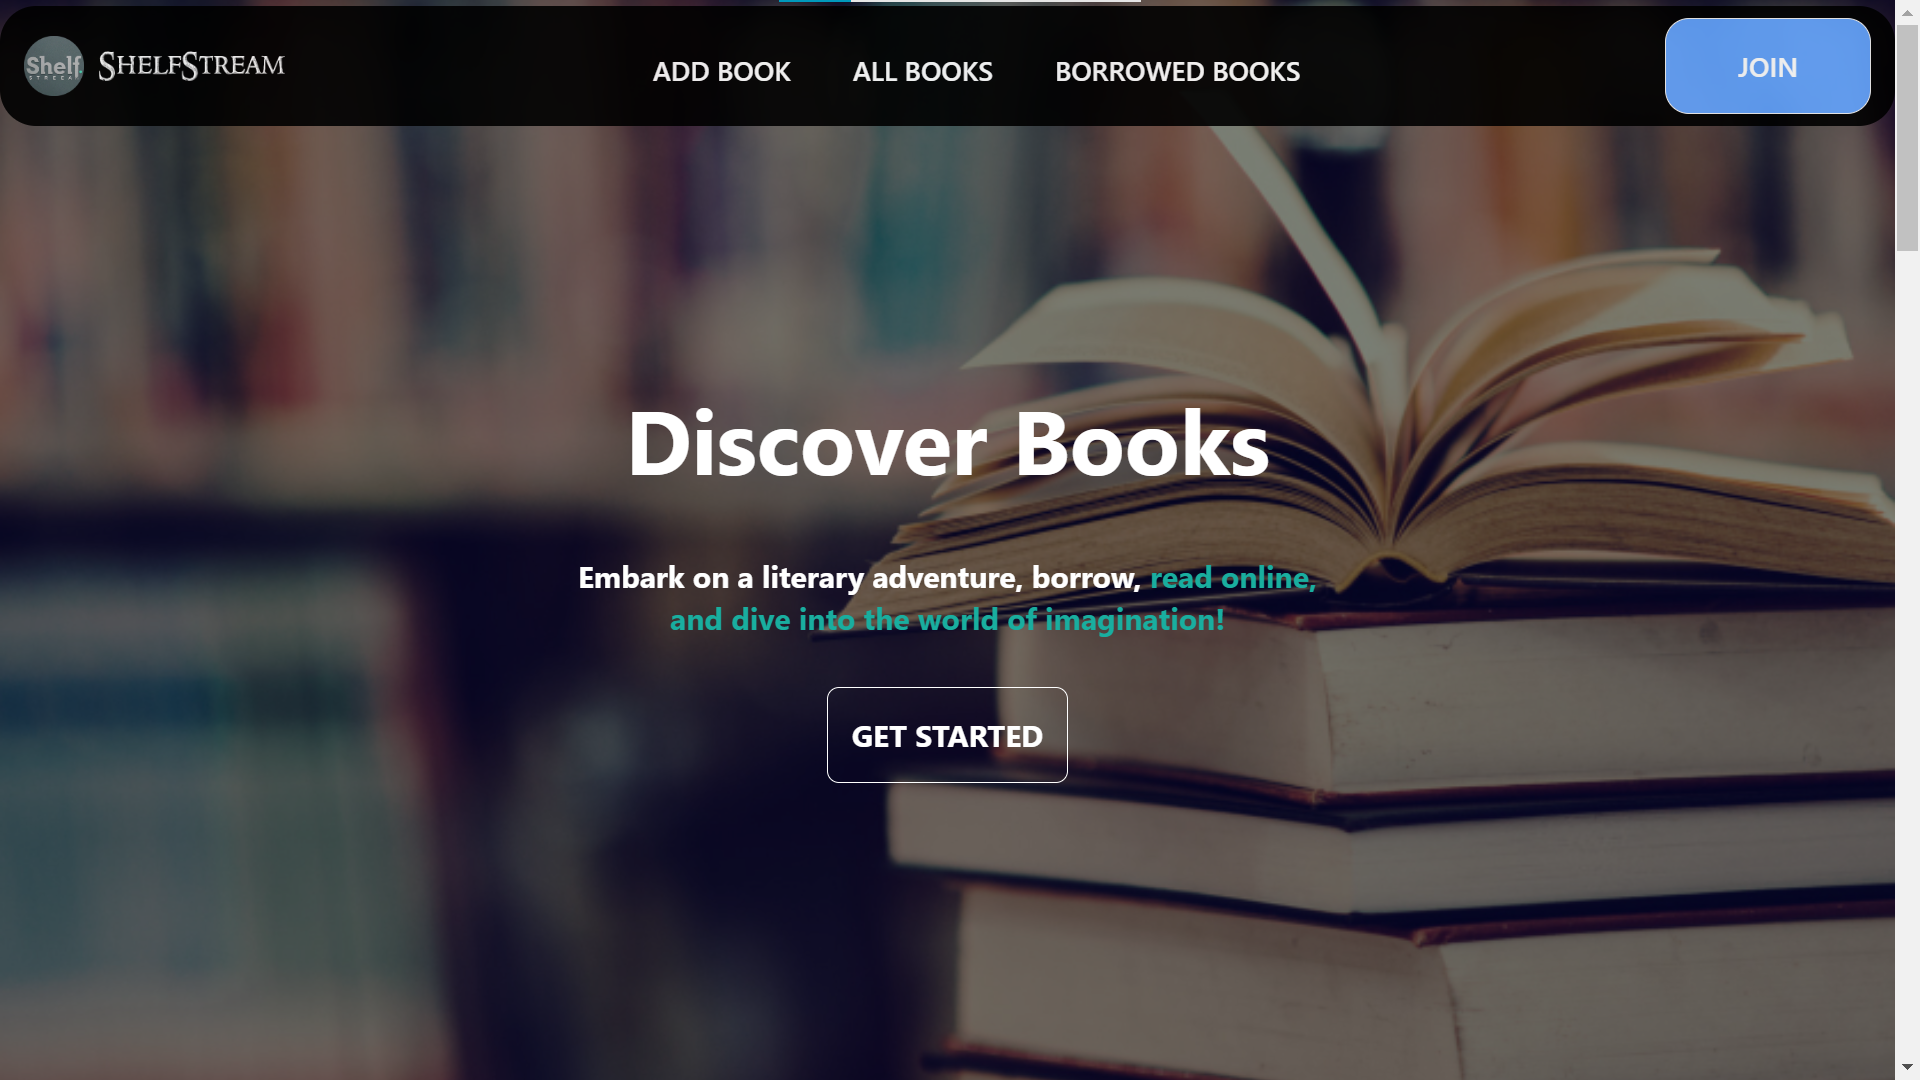 Shelf.
STREEAM
SHELFSTREAM
ADD BOOK
ALL BOOKS
BORROWED BOOKS
JOIN
Discover Books
Embark on a literary adventure, borrow, read online,
and dive into the world of imagination!
GET STARTED